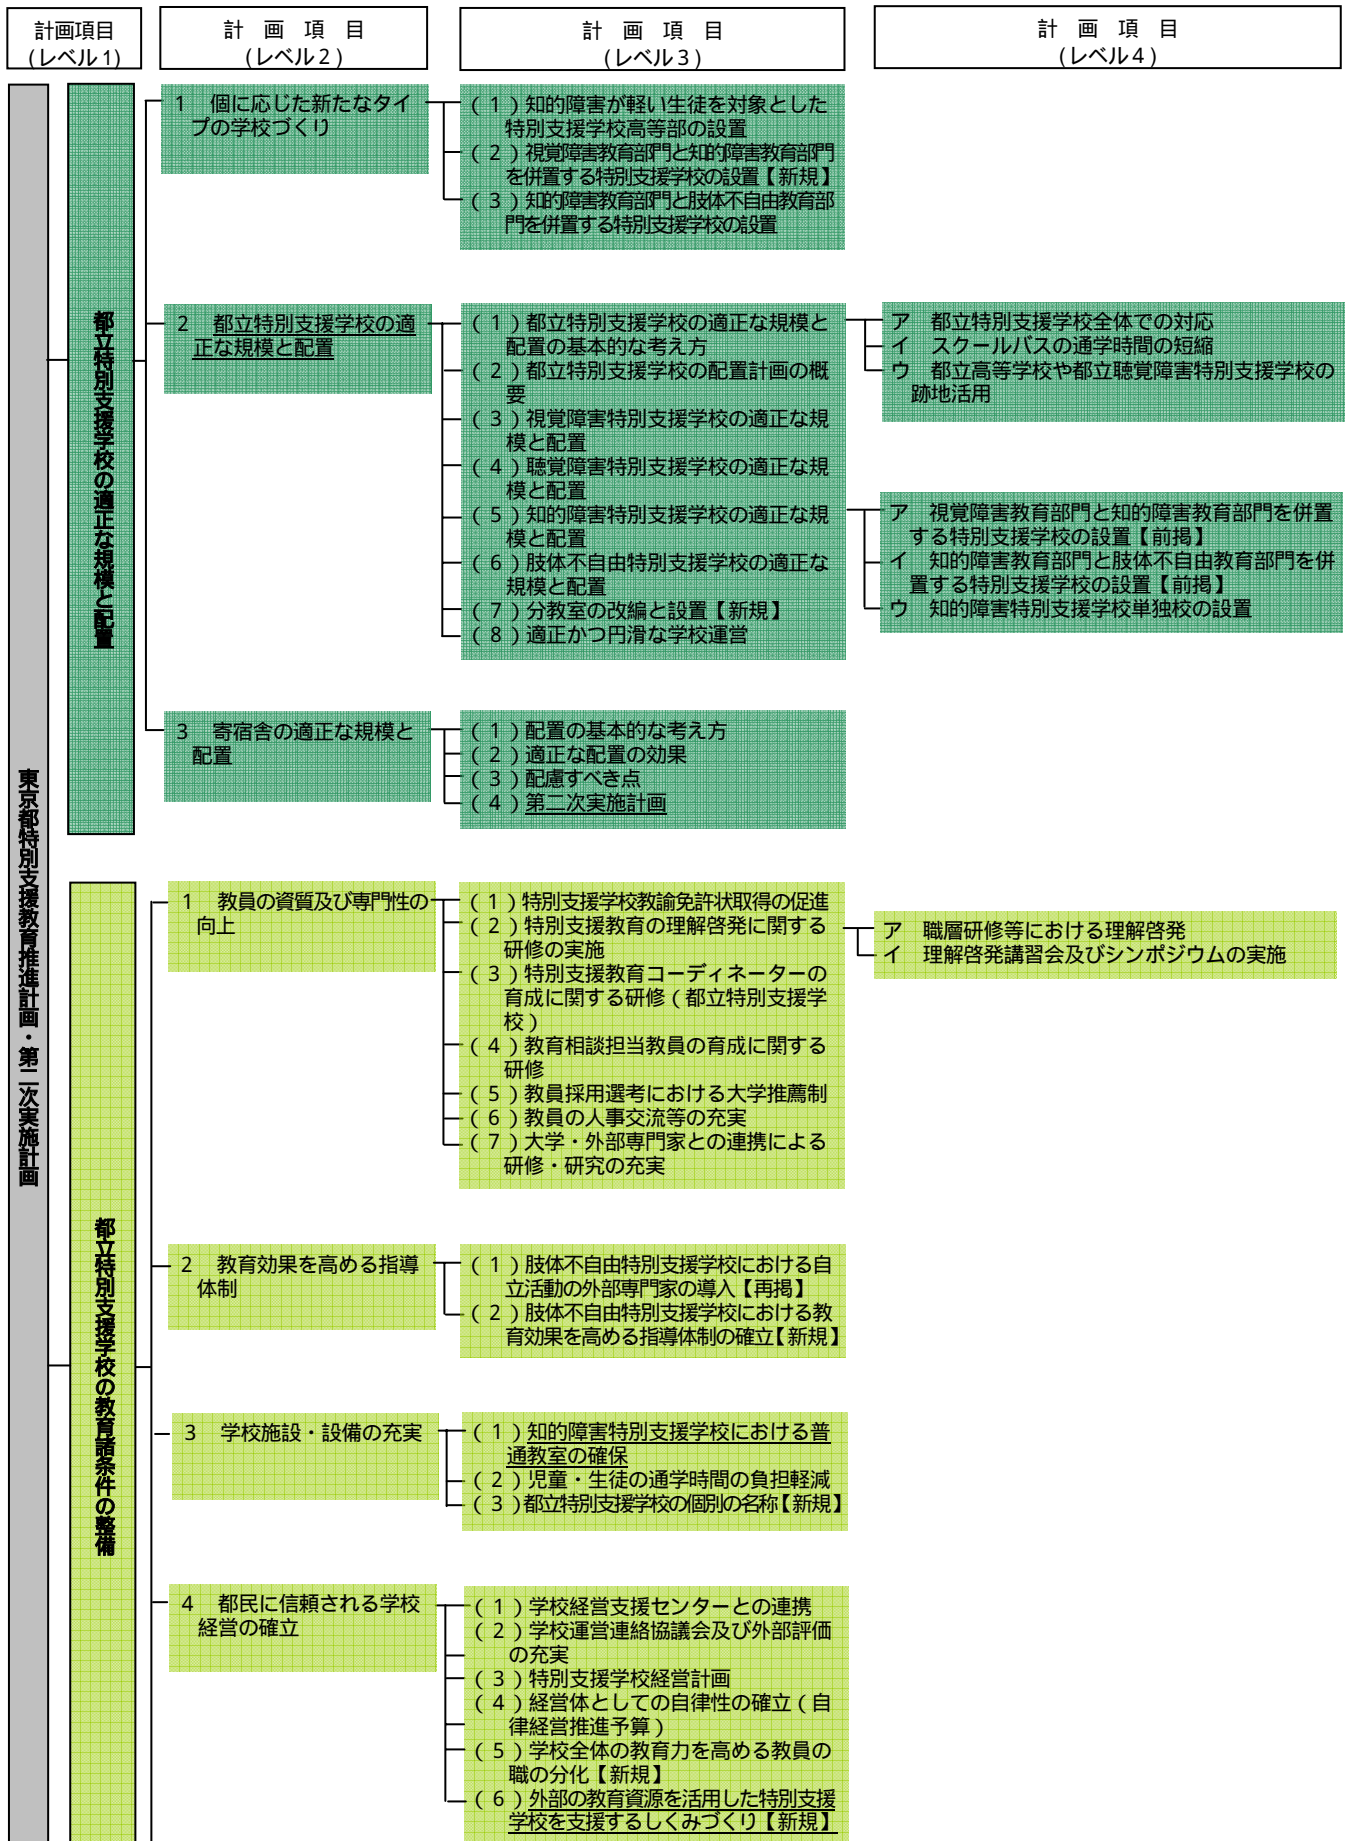 計画項目
(レベル1)
計　画　項　目
(レベル2)
計　画　項　目
(レベル3)
計　画　項　目
(レベル4)
東京都特別支援教育推進計画・第二次実施計画
都立特別支援学校の適正な規模と配置
1　個に応じた新たなタイ
プの学校づくり
(1)知的障害が軽い生徒を対象とした
特別支援学校高等部の設置
(2)視覚障害教育部門と知的障害教育部門
を併置する特別支援学校の設置【新規】
(3)知的障害教育部門と肢体不自由教育部
門を併置する特別支援学校の設置
2　都立特別支援学校の適
正な規模と配置
(1)都立特別支援学校の適正な規模と
配置の基本的な考え方
(2)都立特別支援学校の配置計画の概
要
(3)視覚障害特別支援学校の適正な規
模と配置
(4)聴覚障害特別支援学校の適正な規
模と配置
(5)知的障害特別支援学校の適正な規
模と配置
(6)肢体不自由特別支援学校の適正な
規模と配置
(7)分教室の改編と設置【新規】
(8)適正かつ円滑な学校運営
ア　都立特別支援学校全体での対応
イ　スクールバスの通学時間の短縮
ウ　都立高等学校や都立聴覚障害特別支援学校の
跡地活用
ア　視覚障害教育部門と知的障害教育部門を併置
する特別支援学校の設置【前掲】
イ　知的障害教育部門と肢体不自由教育部門を併
置する特別支援学校の設置【前掲】
ウ　知的障害特別支援学校単独校の設置
3　寄宿舎の適正な規模と
配置
(1)配置の基本的な考え方
(2)適正な配置の効果
(3)配慮すべき点
(4)第二次実施計画
都立特別支援学校の教育諸条件の整備
1　教員の資質及び専門性の
向上
(1)特別支援学校教諭免許状取得の促進
(2)特別支援教育の理解啓発に関する
研修の実施
(3)特別支援教育コーディネーターの
育成に関する研修(都立特別支援学
校)
(4)教育相談担当教員の育成に関する
研修
(5)教員採用選考における大学推薦制
(6)教員の人事交流等の充実
(7)大学・外部専門家との連携による
研修・研究の充実
ア　職層研修等における理解啓発
イ　理解啓発講習会及びシンポジウムの実施
2　教育効果を高める指導
体制
(1)肢体不自由特別支援学校における自
立活動の外部専門家の導入【再掲】
(2)肢体不自由特別支援学校における教
育効果を高める指導体制の確立【新規】
3　学校施設・設備の充実
(1)知的障害特別支援学校における普
通教室の確保
(2)児童・生徒の通学時間の負担軽減
(3)都立特別支援学校の個別の名称【新規】
4　都民に信頼される学校
経営の確立
(1)学校経営支援センターとの連携
(2)学校運営連絡協議会及び外部評価
の充実
(3)特別支援学校経営計画
(4)経営体としての自律性の確立(自
律経営推進予算)
(5)学校全体の教育力を高める教員の
職の分化【新規】
(6)外部の教育資源を活用した特別支援
学校を支援するしくみづくり【新規】